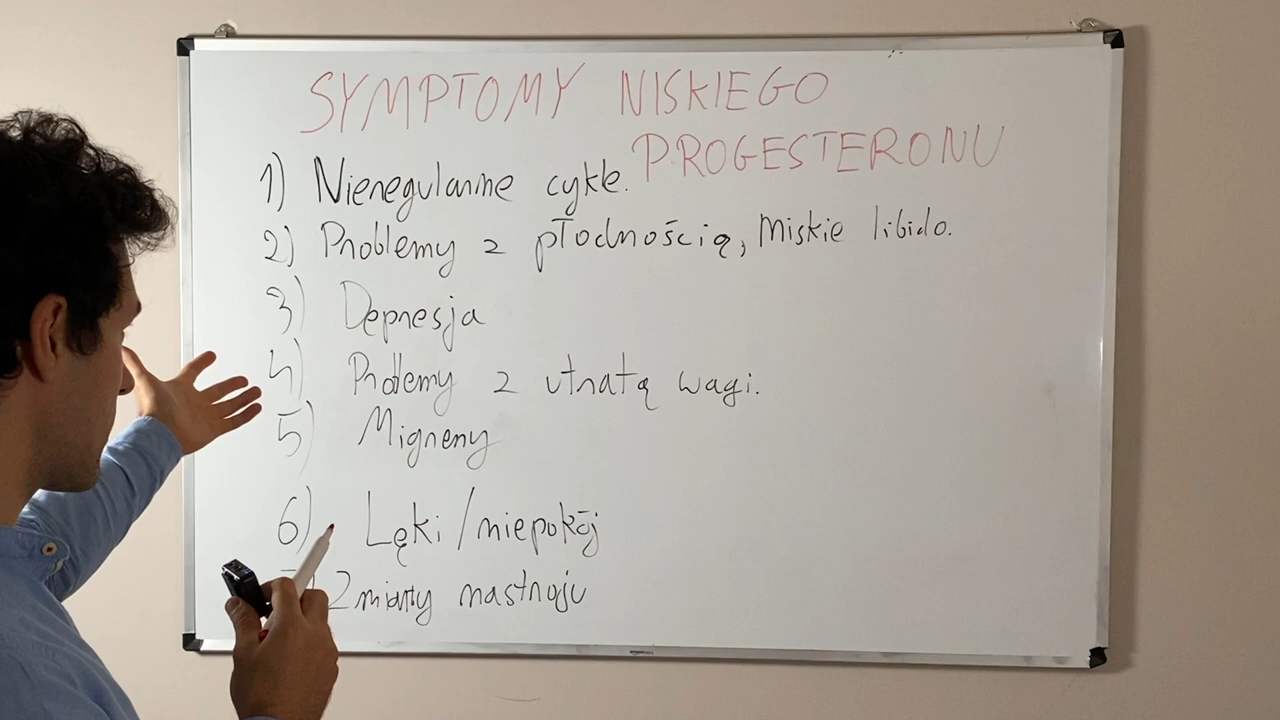 SYMPTOMY NISKIEGO
PROGESTERONU
1) Nieregularne cykle.
2) Problemy z płodnością, niskie libido.
3) Depresja
4) Problemy z utratą wagi.
5) Migreny
6) Lęki / niepokój
) Zmiany nastroju